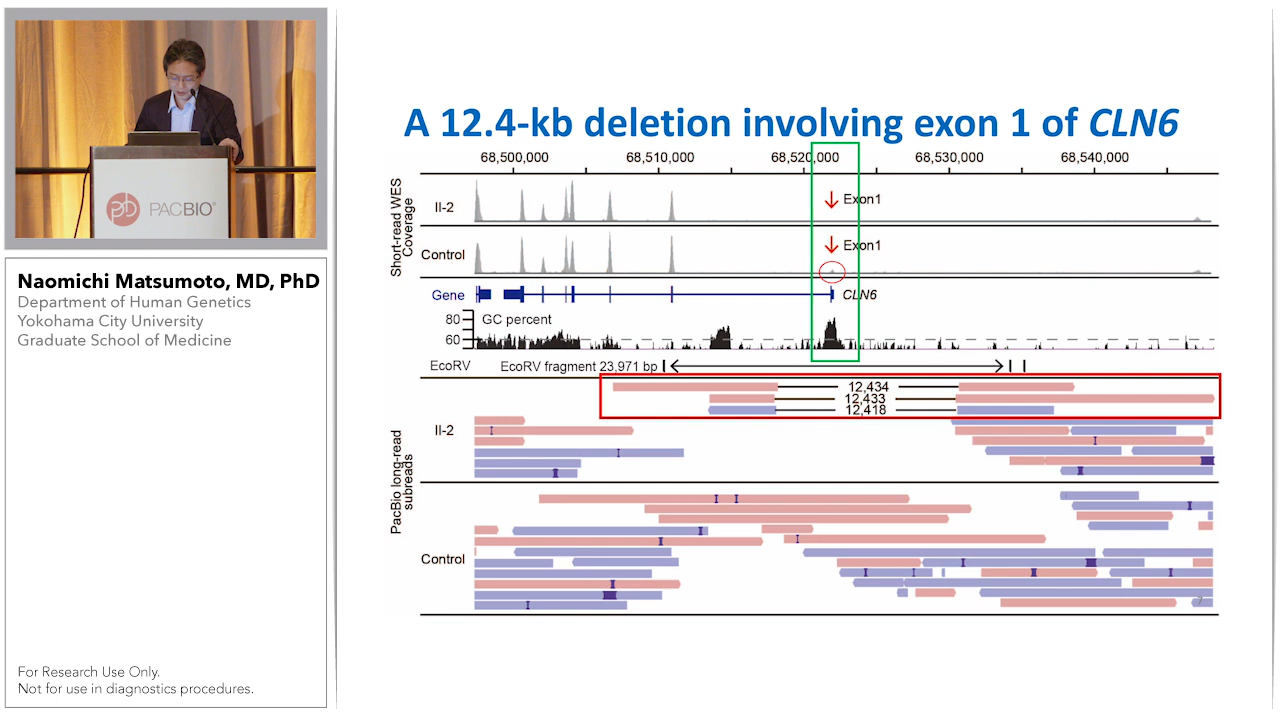 PACBIO®
Naomichi Matsumoto, MD, PhD
Department of Human Genetics
Yokohama City University
Graduate School of Medicine
For Research Use Only.
Not for use in diagnostics procedures.
A 12.4-kb deletion involving exon 1 of CLN6
68,500,000 68,510,000 68,520,000 68,530,000 68,540,000
Short-read WES
Coverage
II-2
Exon1
Control
Exon1
Gene
CLN6
80
60
GC percent
EcoRV
EcoRV fragment 23,971 bp
12,434
12,433
12,418
PacBio long-read
subreads
II-2
Control
7